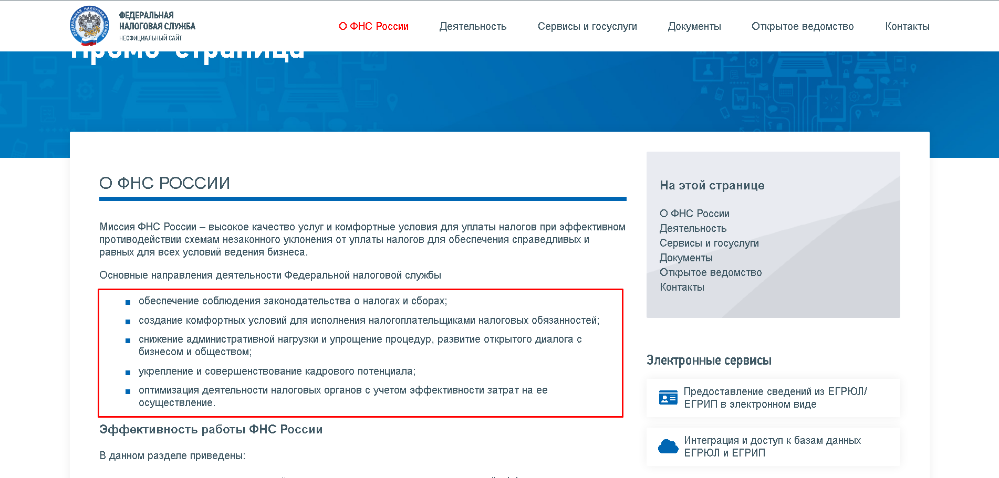 ФЕДЕРАЛЬНАЯ
НАЛОГОВАЯ СЛУЖБА
НЕОФИЦИАЛЬНЫЙ САЙТ
О ФНС России
Деятельность
Сервисы и госуслуги
Документы
Открытое ведомство
Контакты
Промо-страница
О ФНС РОССИИ
Миссия ФНС России – высокое качество услуг и комфортные условия для уплаты налогов при эффективном
противодействии схемам незаконного уклонения от уплаты налогов для обеспечения справедливых и
равных для всех условий ведения бизнеса.
Основные направления деятельности Федеральной налоговой службы
обеспечение соблюдения законодательства о налогах и сборах;
создание комфортных условий для исполнения налогоплательщиками налоговых обязанностей;
снижение административной нагрузки и упрощение процедур, развитие открытого диалога с
бизнесом и обществом;
укрепление и совершенствование кадрового потенциала;
оптимизация деятельности налоговых органов с учетом эффективности затрат на ее
осуществление.
Эффективность работы ФНС России
В данном разделе приведены:
На этой странице
О ФНС России
Деятельность
Сервисы и госуслуги
Документы
Открытое ведомство
Контакты
Электронные сервисы
Предоставление сведений из ЕГРЮЛ/
ЕГРИП в электронном виде
Интеграция и доступ к базам данных
ЕГРЮЛ и ЕГРИП